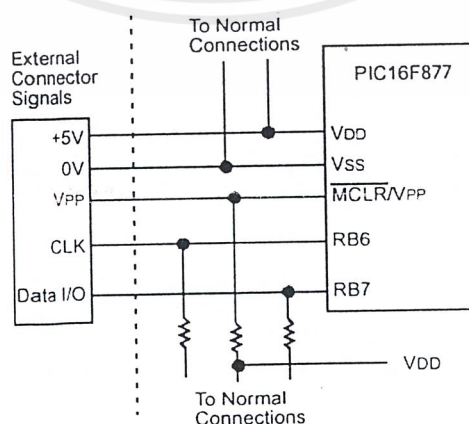 To Normal
Connections
External
Connector
Signals
PIC16F877
+5V
VDD
0V
Vss
VPP
MCLR/VPP
CLK
RB6
Data I/O
RB7
VDD
To Normal
Connections